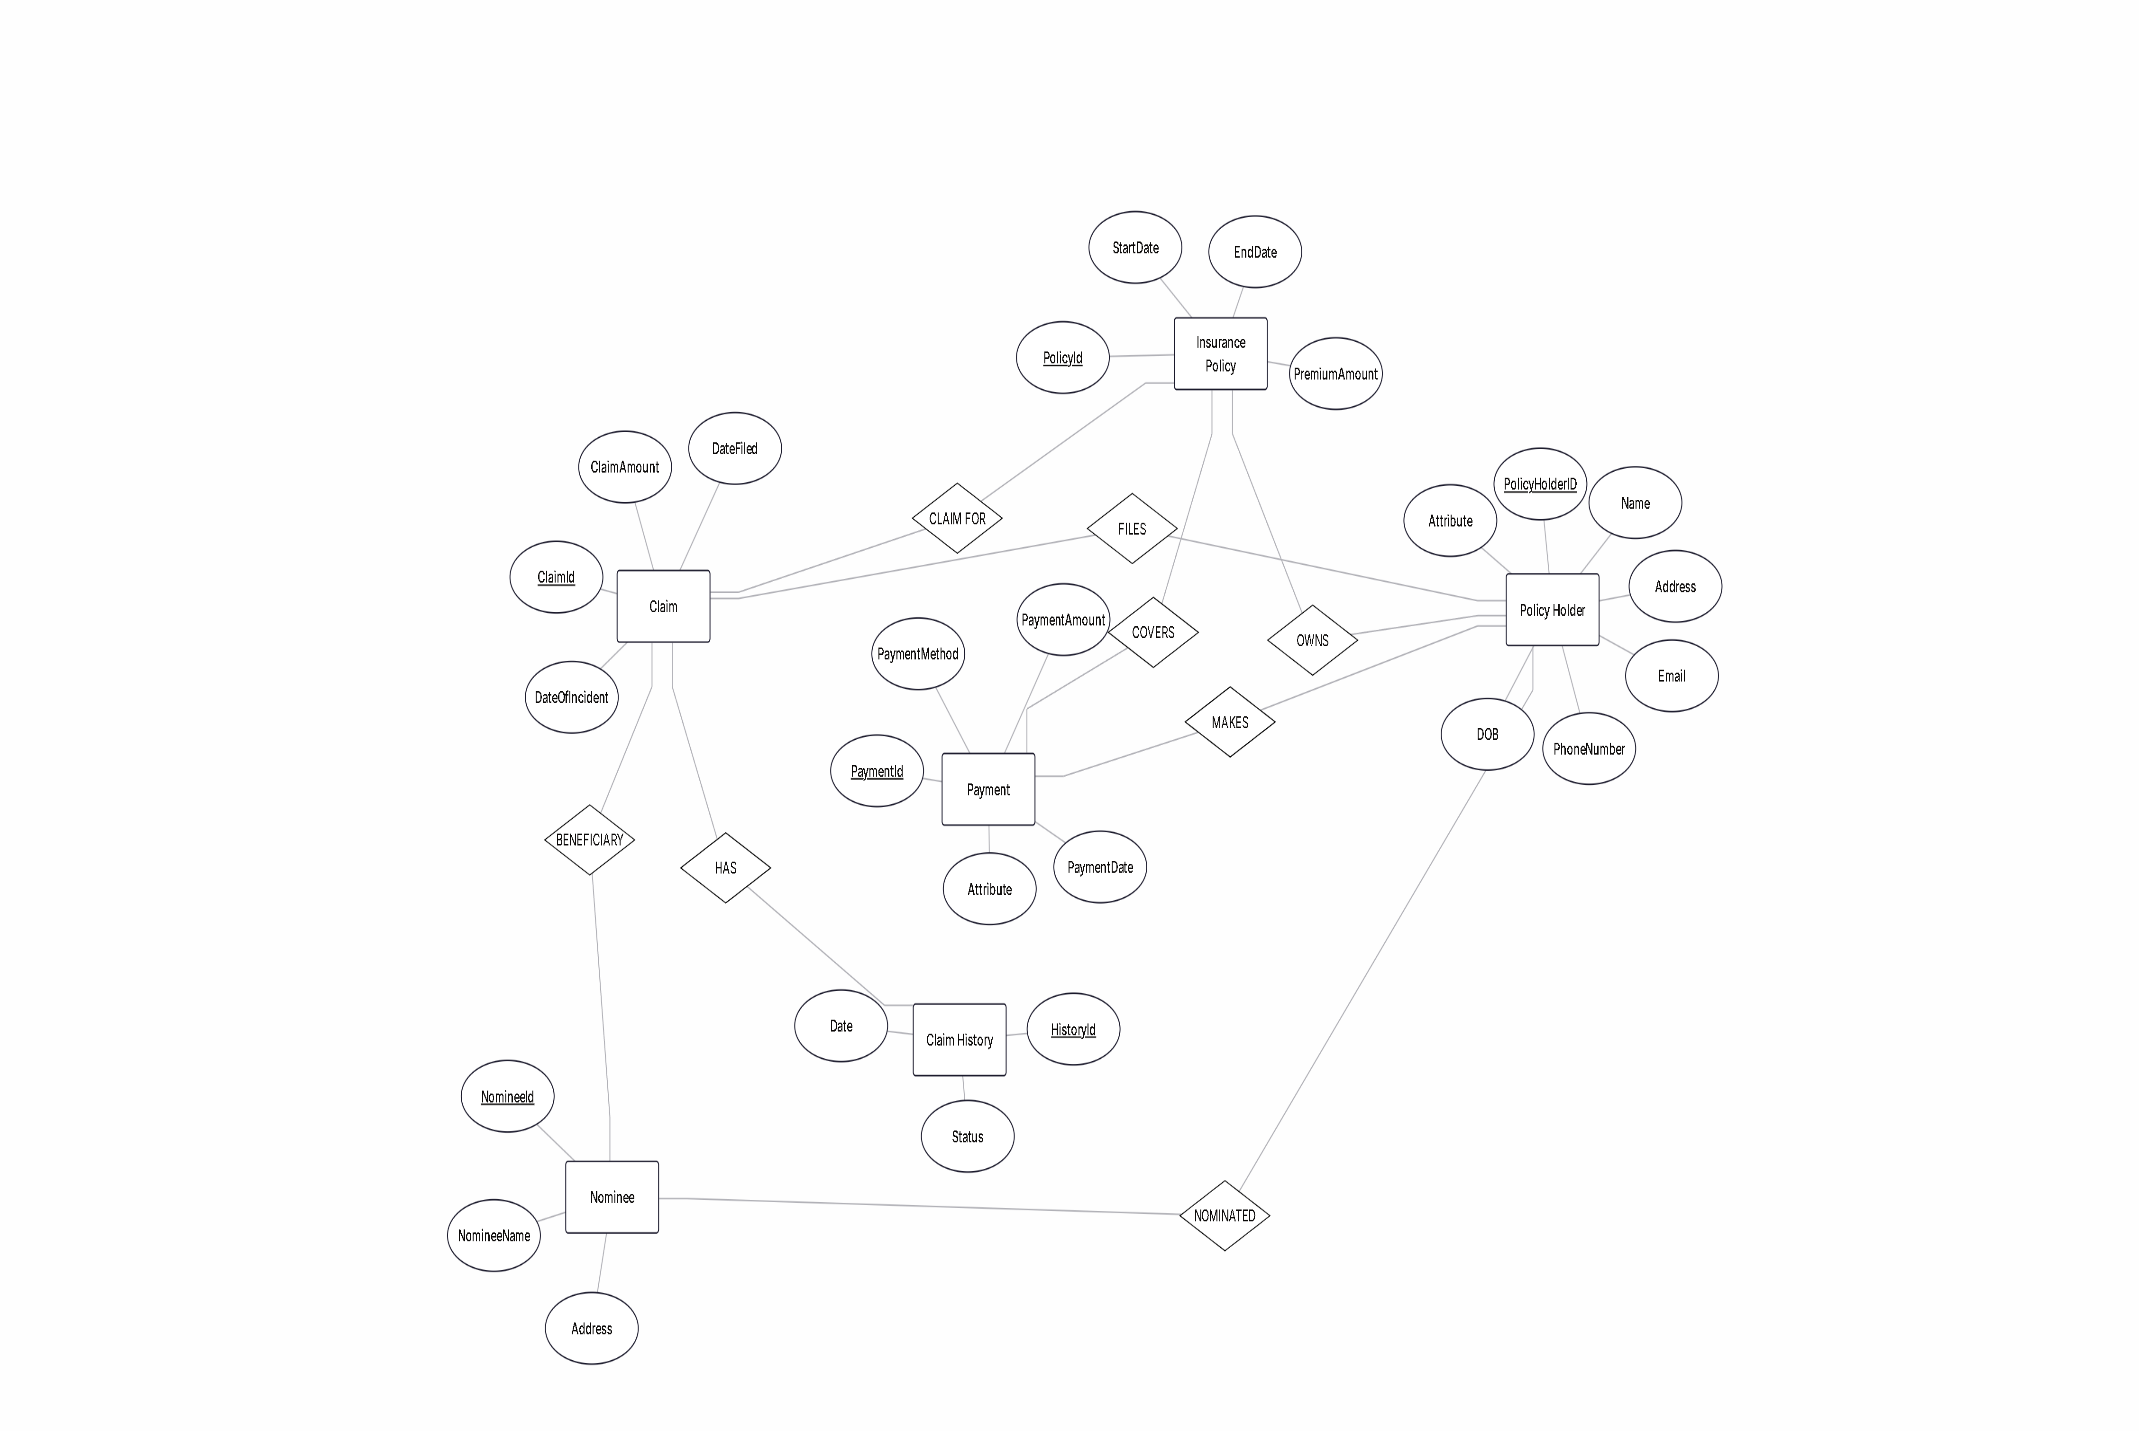 StartDate
EndDate
Insurance
Policy
PolicyId
PremiumAmount
ClaimAmount
DateFiled
CLAIM FOR
FILES
PolicyHolderID
Name
Attribute
ClaimId
Claim
Address
Policy Holder
PaymentAmount
COVERS
OWNS
PaymentMethod
Email
DateOfIncident
MAKES
DOB
PhoneNumber
PaymentId
Payment
BENEFICIARY
HAS
PaymentDate
Attribute
Date
Claim History
HistoryId
NomineeId
Status
Nominee
NOMINATED
NomineeName
Address